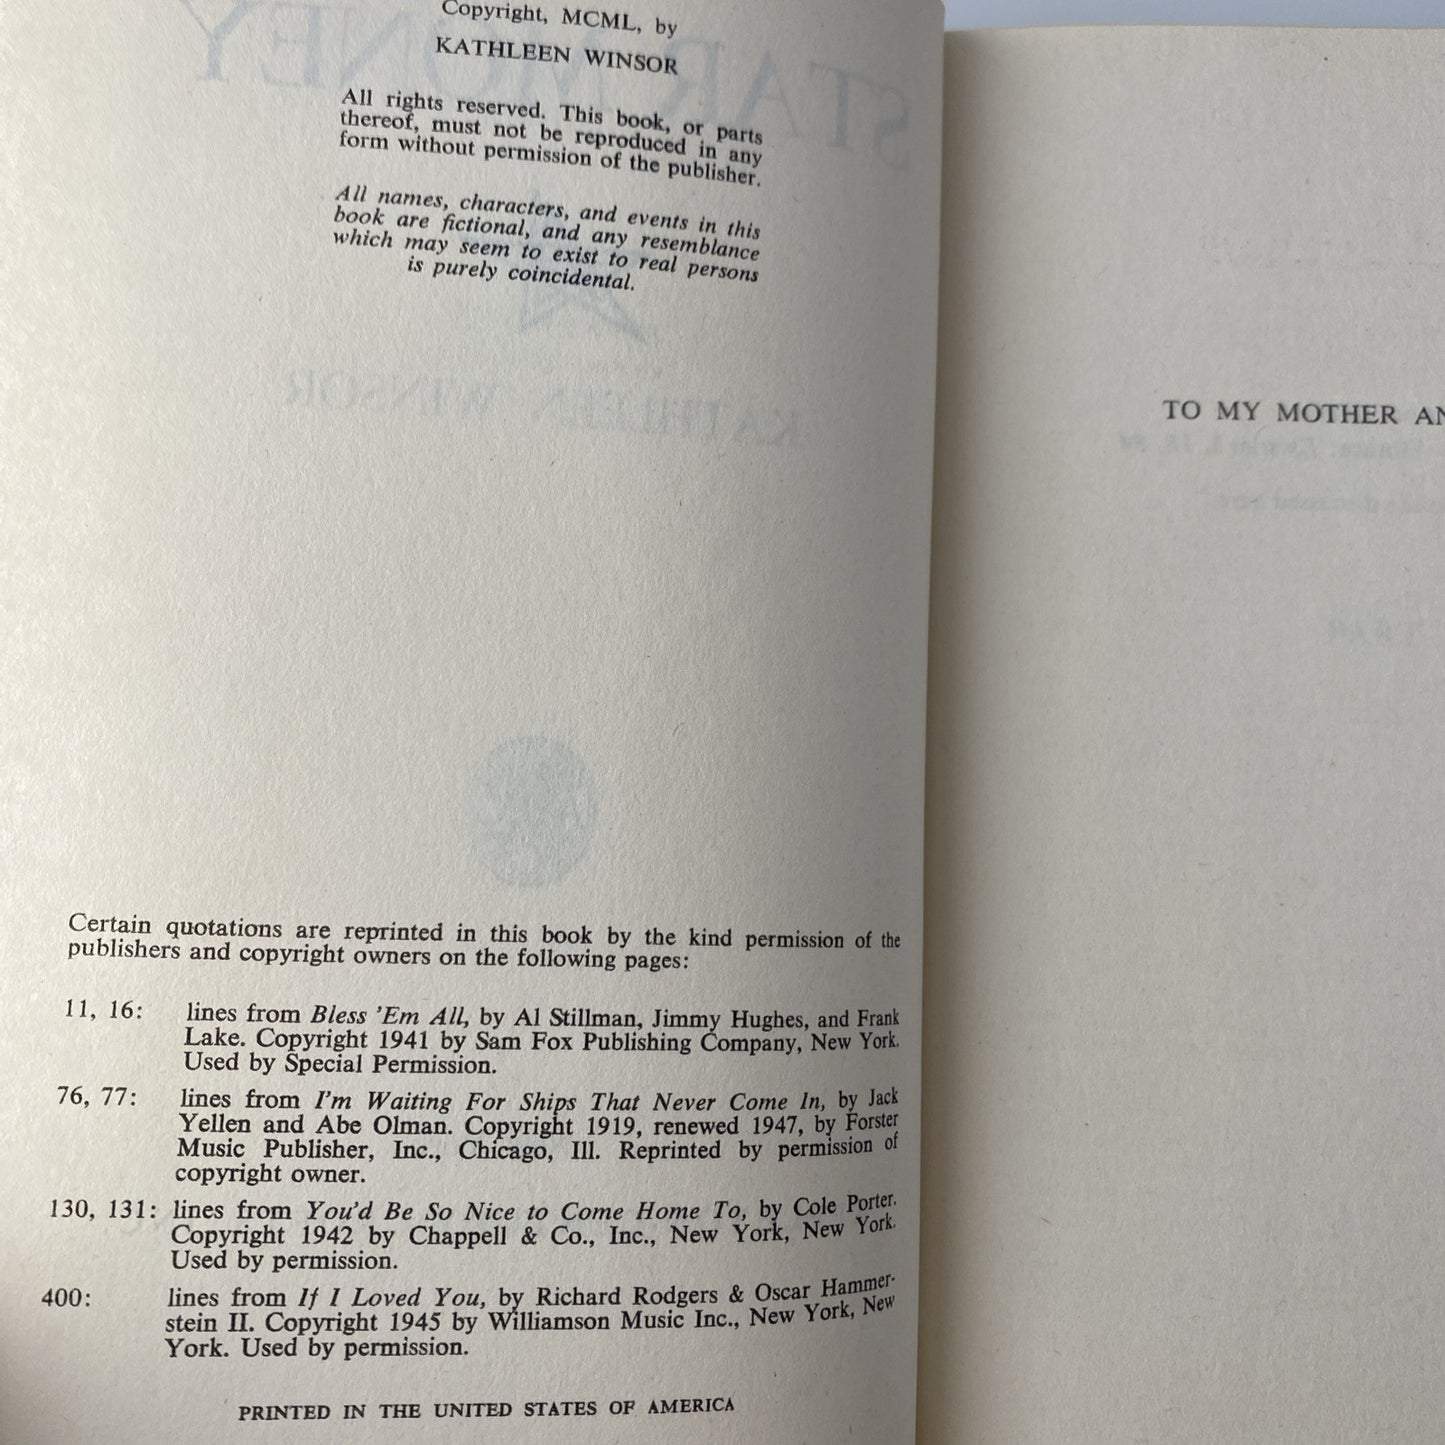 Copyright, MCML, by
KATHLEEN WINSOR
All rights reserved. This book, or parts
thereof, must not be reproduced in any
form without permission of the publisher.
All names, characters, and events in this
book are fictional, and any resemblance
which may seem to exist to real persons
is purely coincidental.
Certain quotations are reprinted in this book by the kind permission of the
publishers and copyright owners on the following pages:
11, 16: lines from Bless 'Em All, by Al Stillman, Jimmy Hughes, and Frank
Lake. Copyright 1941 by Sam Fox Publishing Company, New York.
Used by Special Permission.
76, 77: lines from I'm Waiting For Ships That Never Come In, by Jack
Yellen and Abe Olman. Copyright 1919, renewed 1947, by Forster
Music Publisher, Inc., Chicago, Ill. Reprinted by permission of
copyright owner.
130, 131: lines from You'd Be So Nice to Come Home To, by Cole Porter.
Copyright 1942 by Chappell & Co., Inc., New York, New York.
Used by permission.
400: lines from If I Loved You, by Richard Rodgers & Oscar Hammer-
stein II. Copyright 1945 by Williamson Music Inc., New York, New
York. Used by permission.
PRINTED IN THE UNITED STATES OF AMERICA
STAR MONEY
KATHLEEN WINSOR
TO MY MOTHER AN